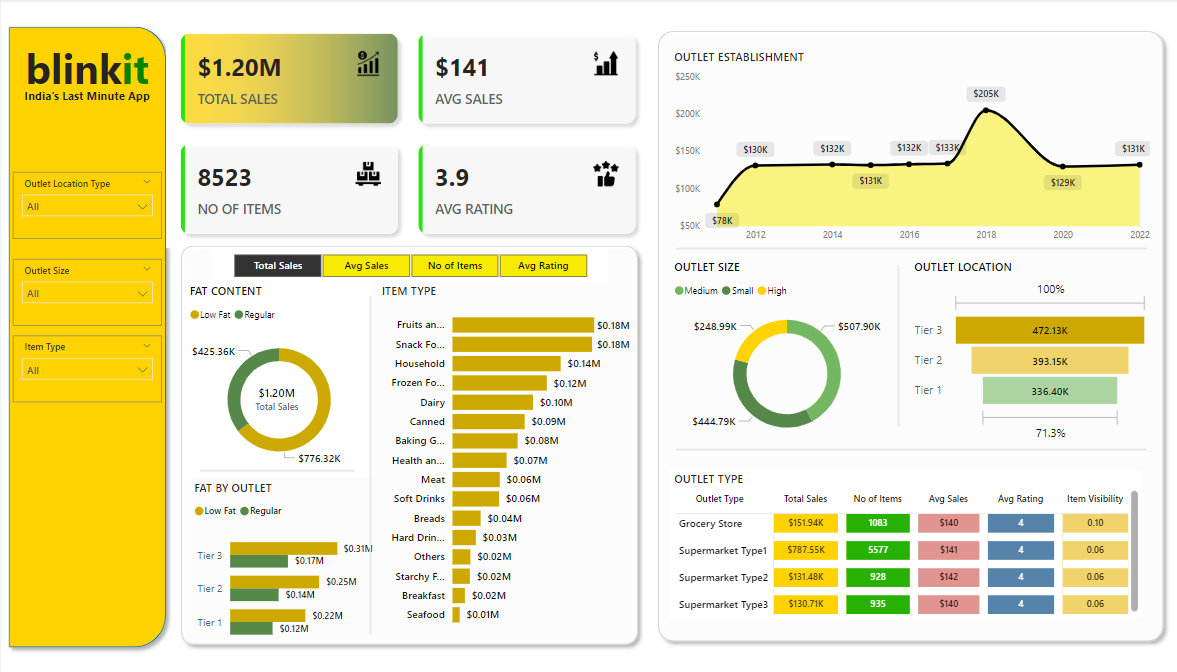 blinkit
India's Last Minute App
Outlet Location Type
All
Outlet Size
All
Item Type
All
$1.20M
TOTAL SALES
$141
AVG SALES
8523
NO OF ITEMS
3.9
AVG RATING
Total Sales Avg Sales No of Items Avg Rating
FAT CONTENT
Low Fat Regular
$425.36K
$1.20M
Total Sales
$776.32K
FAT BY OUTLET
Low Fat Regular
Tier 3 $0.31M
$0.17M
Tier 2 $0.25M
$0.14M
Tier 1 $0.22M
$0.12M
ITEM TYPE
Fruits an... $0.18M
Snack Fo... $0.18M
Household $0.14M
Frozen Fo... $0.12M
Dairy $0.10M
Canned $0.09M
Baking G... $0.08M
Health an... $0.07M
Meat $0.06M
Soft Drinks $0.06M
Breads $0.04M
Hard Drin... $0.03M
Others $0.02M
Starchy F... $0.02M
Breakfast $0.02M
Seafood $0.01M
OUTLET ESTABLISHMENT
$250K
$200K
$150K
$100K
$50K
$78K
$130K
$132K
$131K
$132K
$133K
$205K
$129K
$131K
2012 2014 2016 2018 2020 2022
OUTLET SIZE
Medium Small High
$248.99K
$507.90K
$444.79K
OUTLET LOCATION
100%
Tier 3 472.13K
Tier 2 393.15K
Tier 1 336.40K
71.3%
OUTLET TYPE
Outlet Type Total Sales No of Items Avg Sales Avg Rating Item Visibility
Grocery Store $151.94K 1083 $140 4 0.10
Supermarket Type1 $787.55K 5577 $141 4 0.06
Supermarket Type2 $131.48K 928 $142 4 0.06
Supermarket Type3 $130.71K 935 $140 4 0.06